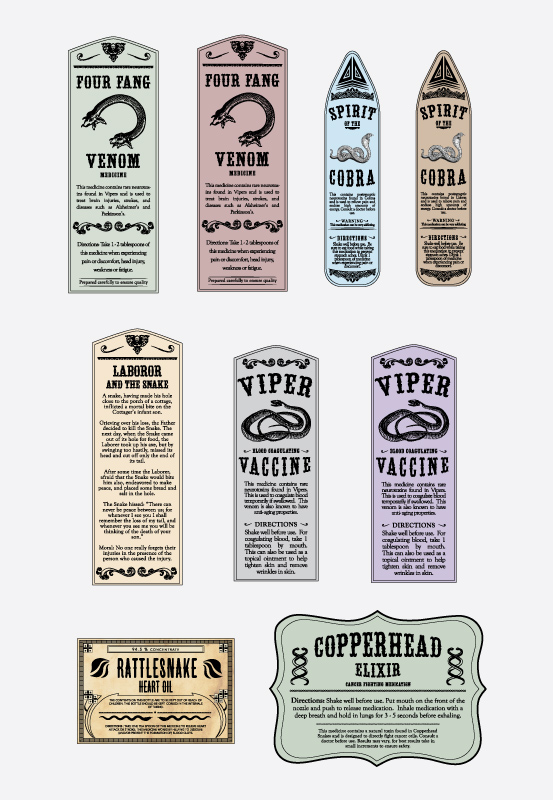 FOUR FANG
VENOM
MEDICINE
This medicine contains rare neurotox-
ins found in Vipers and is used to
treat brain injuries, strokes, and
diseases such as Alzheimer's and
Parkinson's.
Directions: Take 1 - 2 tablespoons of
this medicine when experiencing
pain or discomfort, head injury,
weakness or fatigue.
Prepared carefully to ensure quality
FOUR FANG
VENOM
MEDICINE
This medicine contains rare neurotox-
ins found in Vipers and is used to
treat brain injuries, strokes, and
diseases such as Alzheimer's and
Parkinson's.
Directions: Take 1 - 2 tablespoons of
this medicine when experiencing
pain or discomfort, head injury,
weakness or fatigue.
Prepared carefully to ensure quality
SPIRIT
OF THE
COBRA
WARNING
DIRECTIONS
SPIRIT
OF THE
COBRA
WARNING
DIRECTIONS
LABOROR
AND THE SNAKE
A snake, having made his hole
close to the porch of a cottage,
inflicted a mortal bite on the
Cottager's infant son.
Grieving over his loss, the Father
decided to kill the Snake. The
next day, when the Snake came
out of its hole for food, the
Laboror took up his axe, but by
swinging too hastily, missed its
head and cut off only the end of
its tail.
After some time the Laboror,
afraid that the Snake would bite
him also, endeavored to make
peace, and placed some bread and
salt in the hole.
The Snake hissed: "There can
never be peace between us; for
whenever I see you I shall
remember the loss of my tail, and
whenever you see me you will be
thinking of the death of your
son."
Moral: No one really forgets their
injuries in the presence of the
person who caused the injury.
VIPER
BLOOD COAGULATING
VACCINE
This medicine contains rare
neurotoxins found in Vipers.
This is used to coagulate blood
temporarily if swallowed. This
venom is also known to have
anti-aging properties.
DIRECTIONS
Shake well before use. For
coagulating blood, take 1
tablespoon by mouth.
This can also be used as a
topical ointment to help
tighten skin and remove
wrinkles in skin.
VIPER
BLOOD COAGULATING
VACCINE
This medicine contains rare
neurotoxins found in Vipers.
This is used to coagulate blood
temporarily if swallowed. This
venom is also known to have
anti-aging properties.
DIRECTIONS
Shake well before use. For
coagulating blood, take 1
tablespoon by mouth.
This can also be used as a
topical ointment to help
tighten skin and remove
wrinkles in skin.
94.5 % CONCENTRATE
RATTLESNAKE
HEART OIL
COPPERHEAD
ELIXIR
CANCER FIGHTING MEDICATION
Directions: Shake well before use. Put mouth on the front of the
nozzle and push to release medication. Inhale medication with a
deep breath and hold in lungs for 3 - 5 seconds before exhaling.
This medicine contains a natural toxin found in Copperhead
Snakes and is designed to directly fight cancer cells. Consult a
doctor before use. Results may vary, for best results take in
small increments to ensure safety.